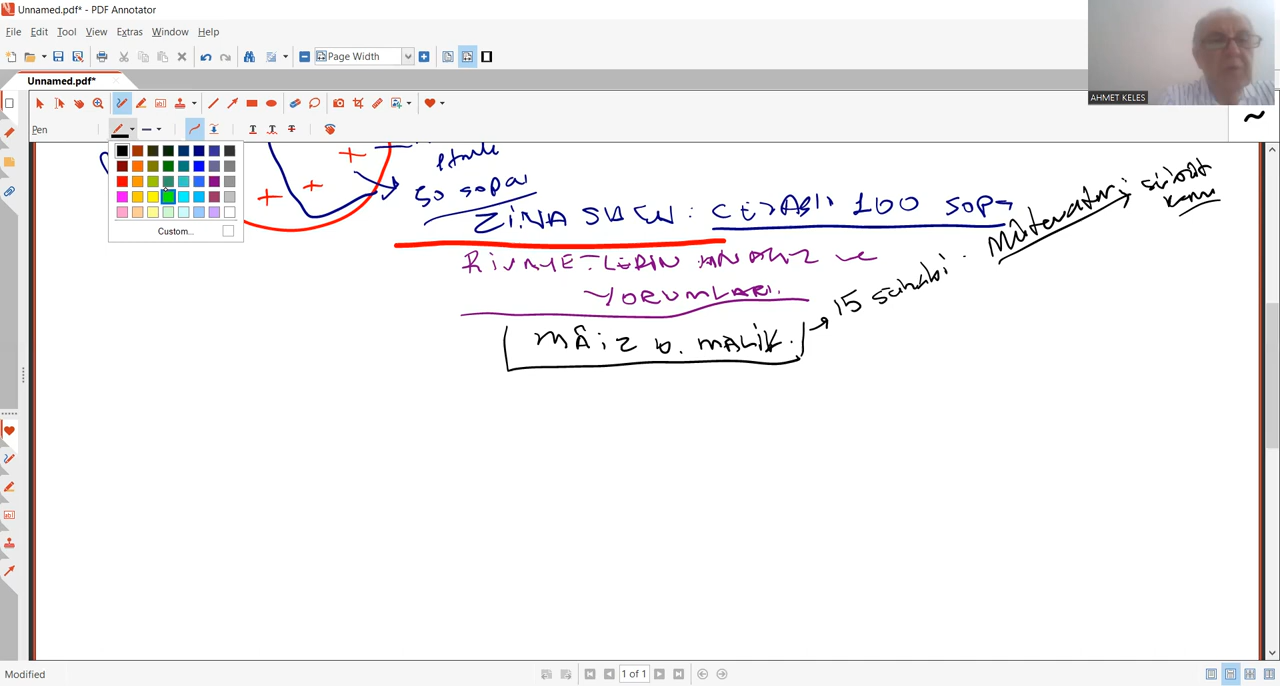 Unnamed.pdf* - PDF Annotator
File Edit Tool View Extras Window Help
Page Width
Unnamed.pdf*
Pen
Custom...
AHMET KELES
50 sopa
ZİNA SUÇU: CEZASI: 100 SOPA
RİVAYETLERİN ANALİZ ve
YORUMLARI.
MÂİZ b. MALİK.
15 sahabi.
Mütevatir;
1 of 1
Modified